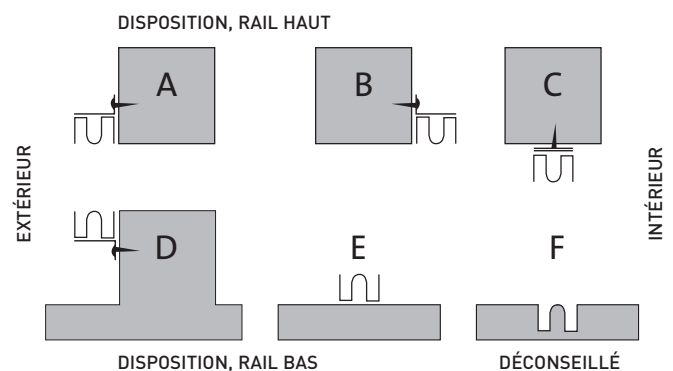 DISPOSITION, RAIL HAUT
A
B
C
EXTÉRIEUR
INTÉRIEUR
D
E
F
DISPOSITION, RAIL BAS
DÉCONSEILLÉ